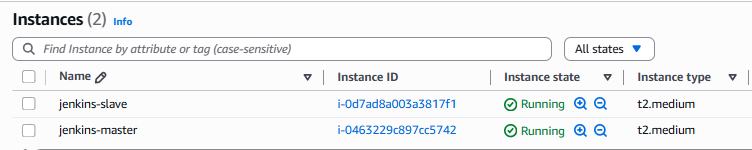 Instances (2) Info
Find Instance by attribute or tag (case-sensitive) All states
Name Instance ID Instance state Instance type
jenkins-slave i-0d7ad8a003a3817f1 Running t2.medium
jenkins-master i-0463229c897cc5742 Running t2.medium